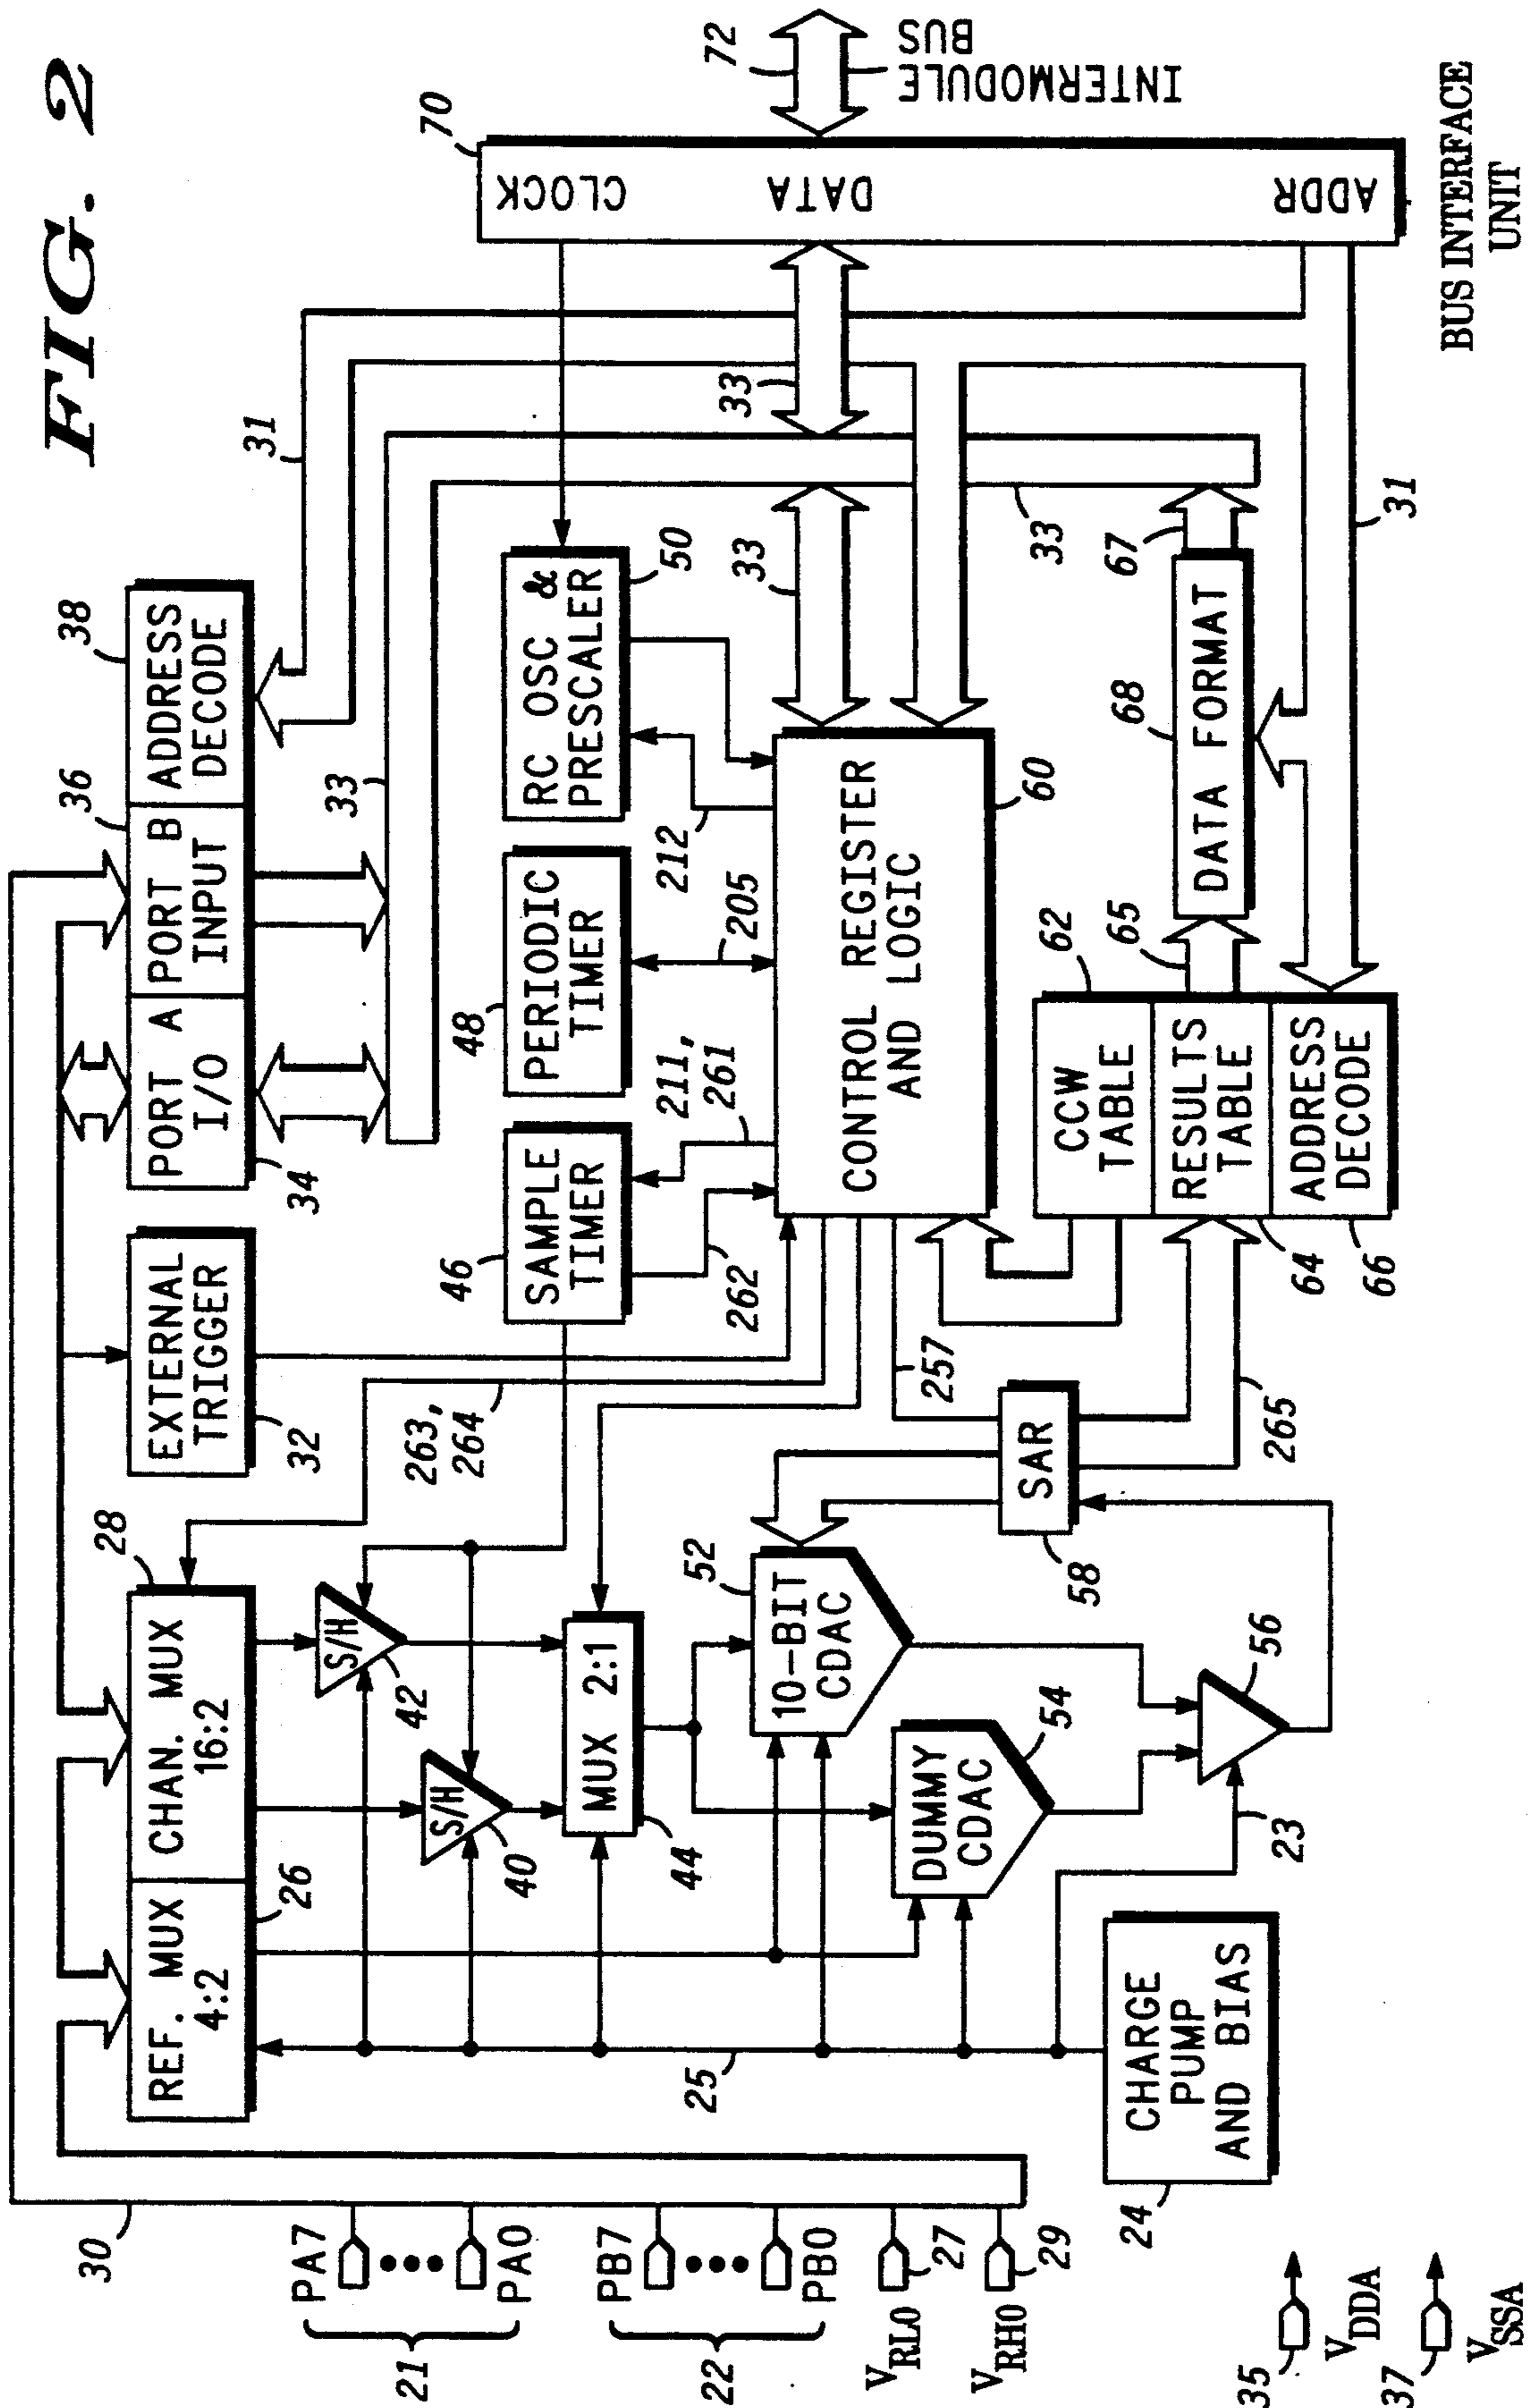 FIG. 2
30
28
26
REF. MUX
4:2
CHAN. MUX
16:2
EXTERNAL
TRIGGER
32
PORT A
I/O
34
36
PORT B
INPUT
38
ADDRESS
DECODE
31
33
21
PA7
PA0
22
PB7
PB0
VRL0
27
VRH0
29
35
VDDA
37
VSSA
S/H
42
S/H
40
MUX 2:1
44
25
263,
264
46
SAMPLE
TIMER
262
211,
261
48
PERIODIC
TIMER
205
RC OSC &
PRESCALER
50
212
33
33
70
CLOCK
DATA
ADDR
72
INTERMODULE
BUS
BUS INTERFACE
UNIT
52
10-BIT
CDAC
DUMMY
CDAC
54
CONTROL REGISTER
AND LOGIC
60
257
SAR
58
265
56
23
24
CHARGE
PUMP
AND BIAS
62
CCW
TABLE
RESULTS
TABLE
64
ADDRESS
DECODE
66
65
68
DATA FORMAT
67
33
31